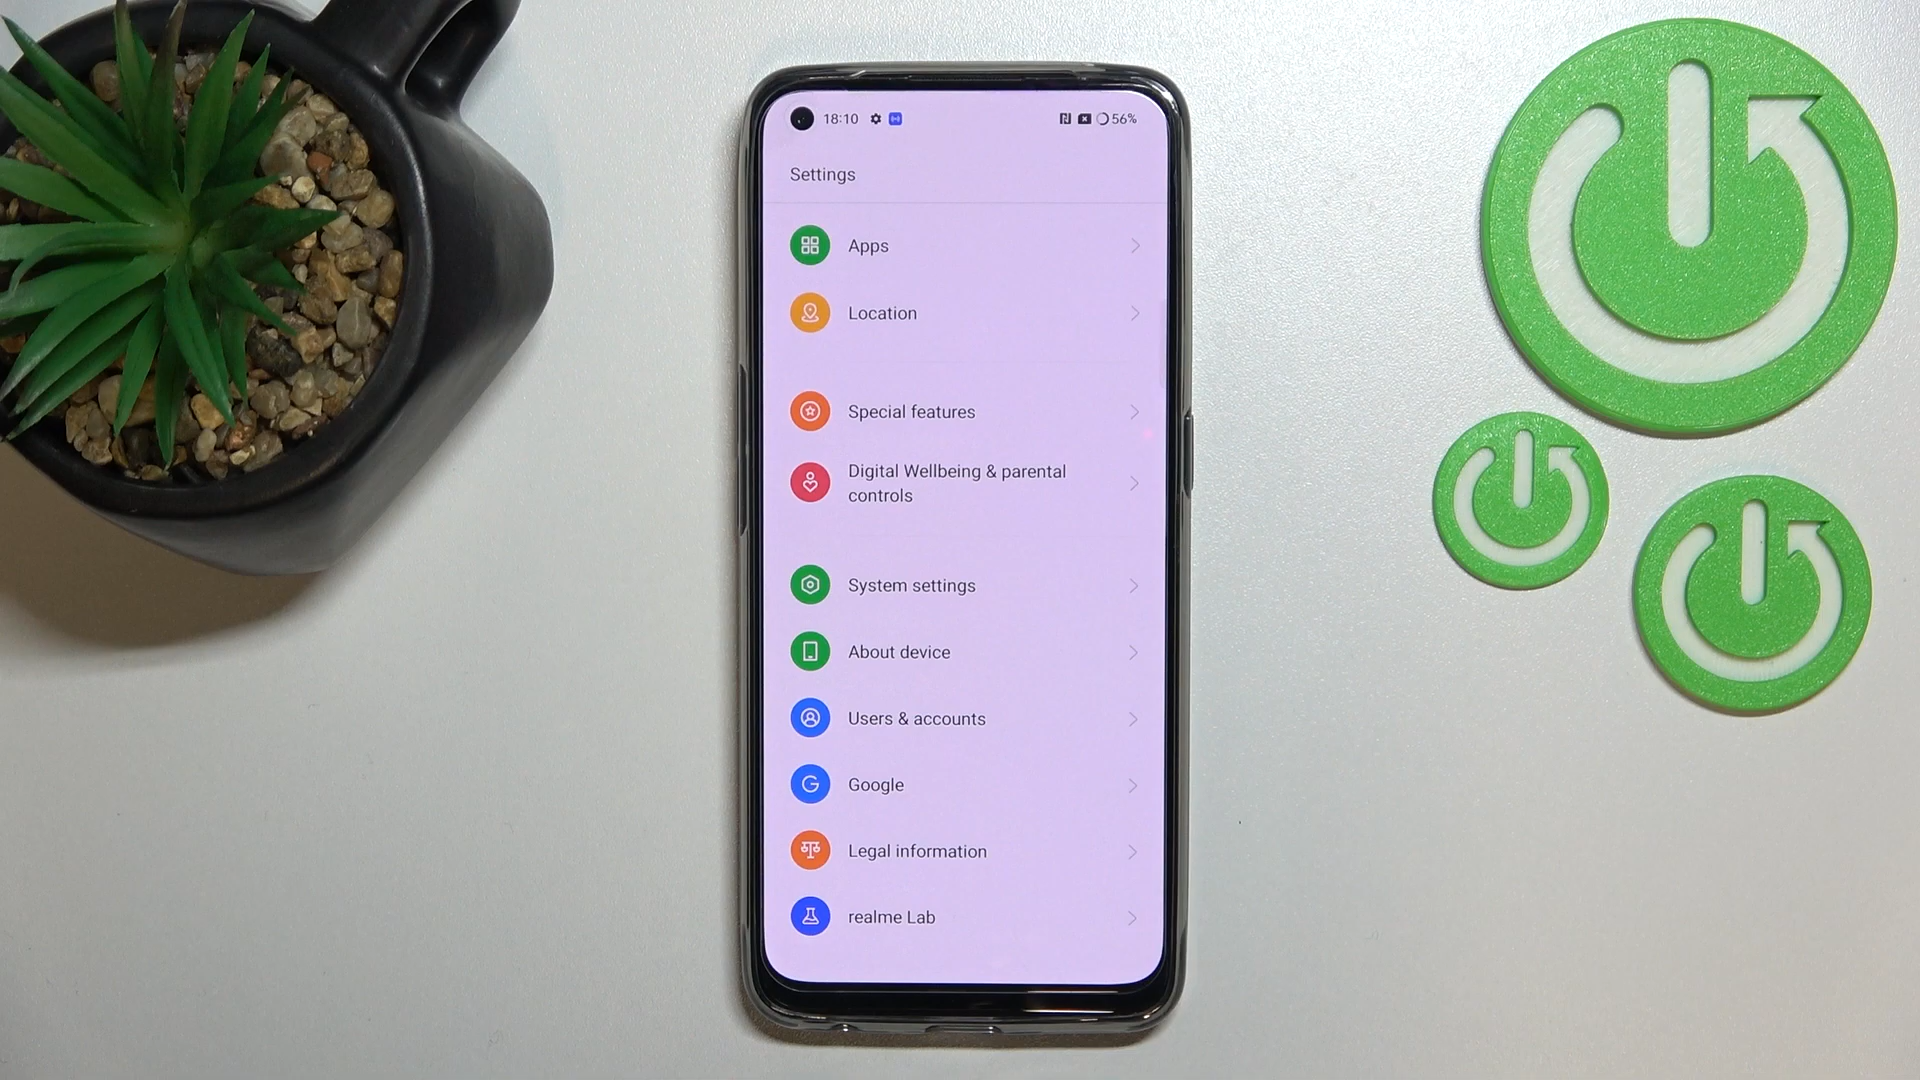 18:10
56%
Settings
Apps
Location
Special features
Digital Wellbeing & parental
controls
System settings
About device
Users & accounts
Google
Legal information
realme Lab